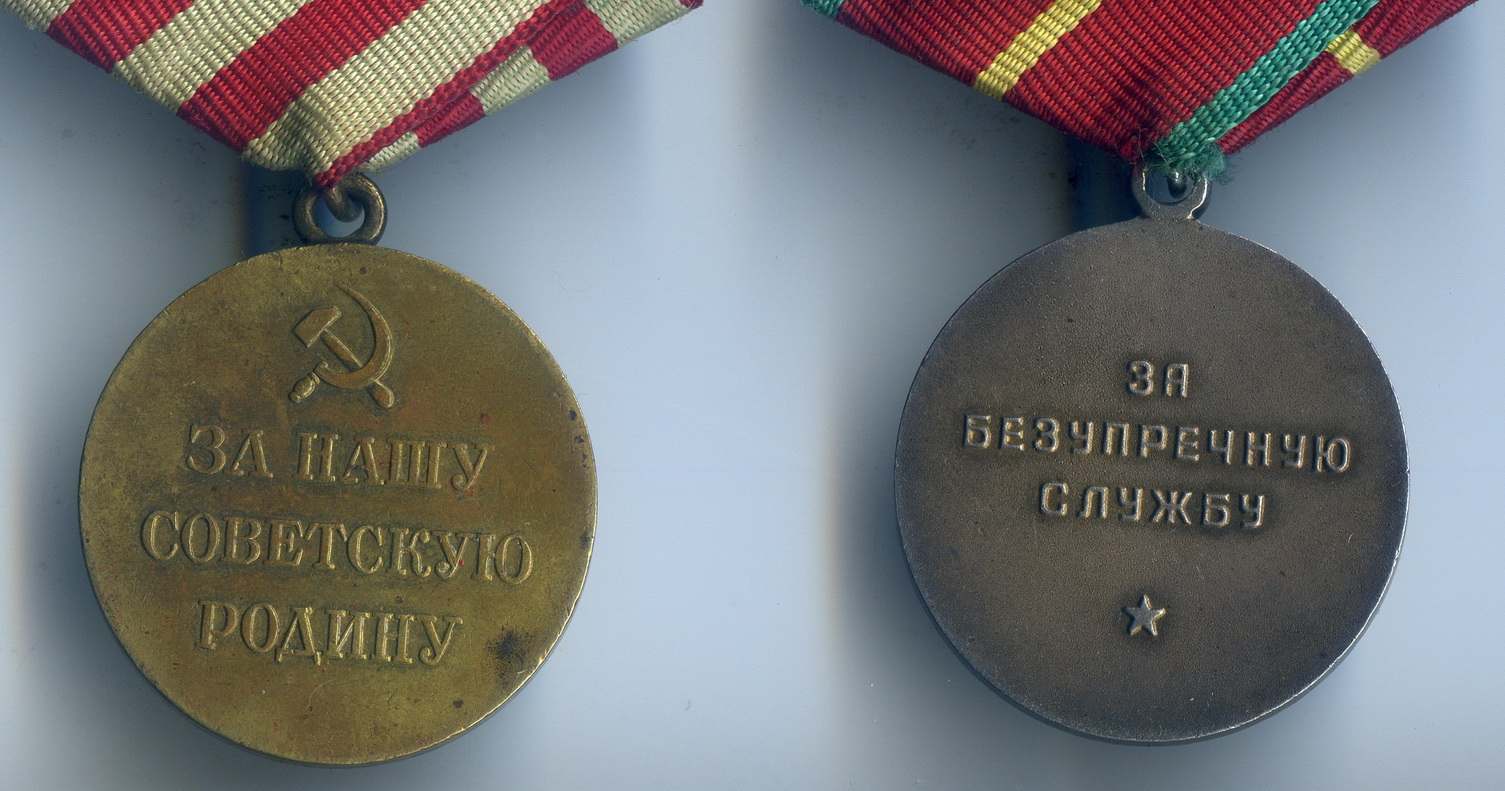 ЗА НАШУ
СОВЕТСКУЮ
РОДИНУ
ЗА
БЕЗУПРЕЧНУЮ
СЛУЖБУ